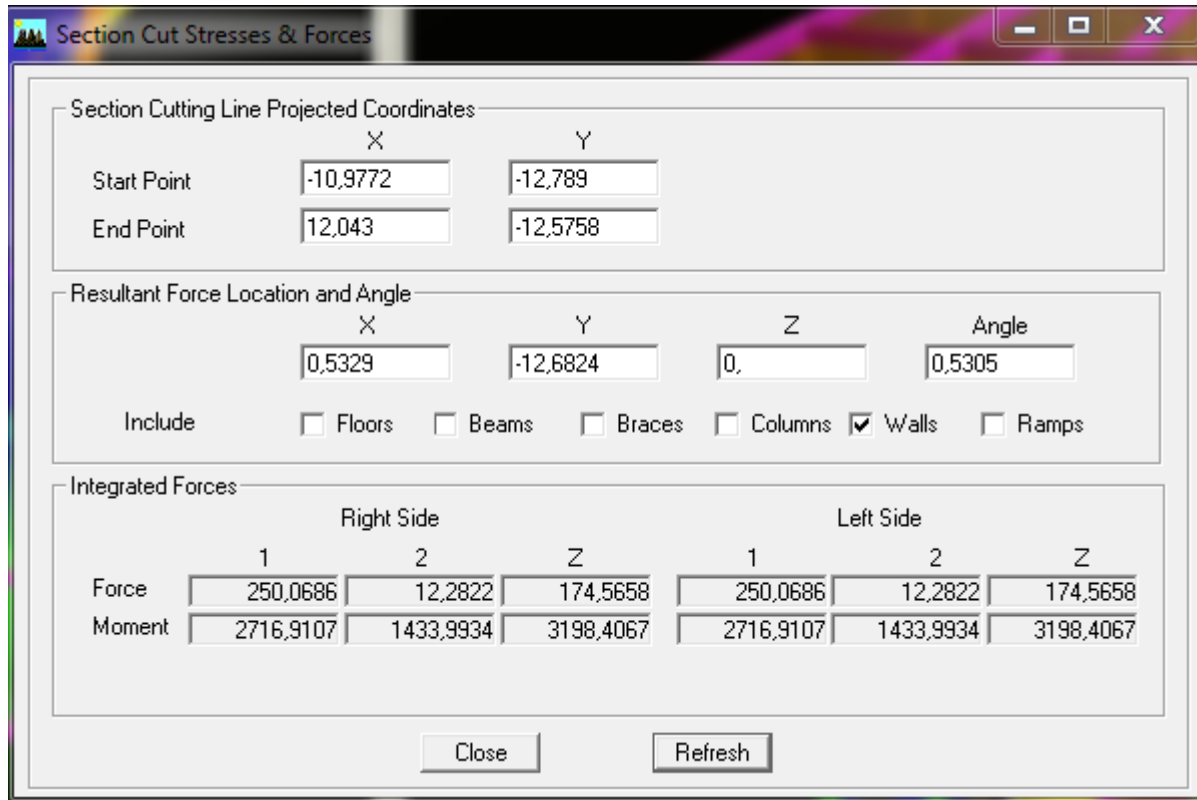 Section Cut Stresses & Forces
Section Cutting Line Projected Coordinates
X Y
Start Point -10,9772 -12,789
End Point 12,043 -12,5758
Resultant Force Location and Angle
X Y Z Angle
0,5329 -12,6824 0, 0,5305
Include Floors Beams Braces Columns Walls Ramps
Integrated Forces
Right Side Left Side
1 2 Z 1 2 Z
Force 250,0686 12,2822 174,5658 250,0686 12,2822 174,5658
Moment 2716,9107 1433,9934 3198,4067 2716,9107 1433,9934 3198,4067
Close Refresh